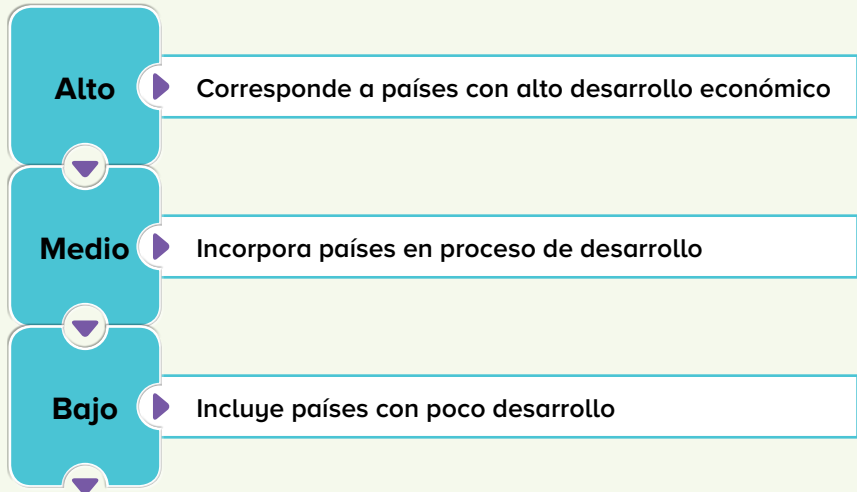 Alto
Corresponde a países con alto desarrollo económico
Medio
Incorpora países en proceso de desarrollo
Bajo
Incluye países con poco desarrollo